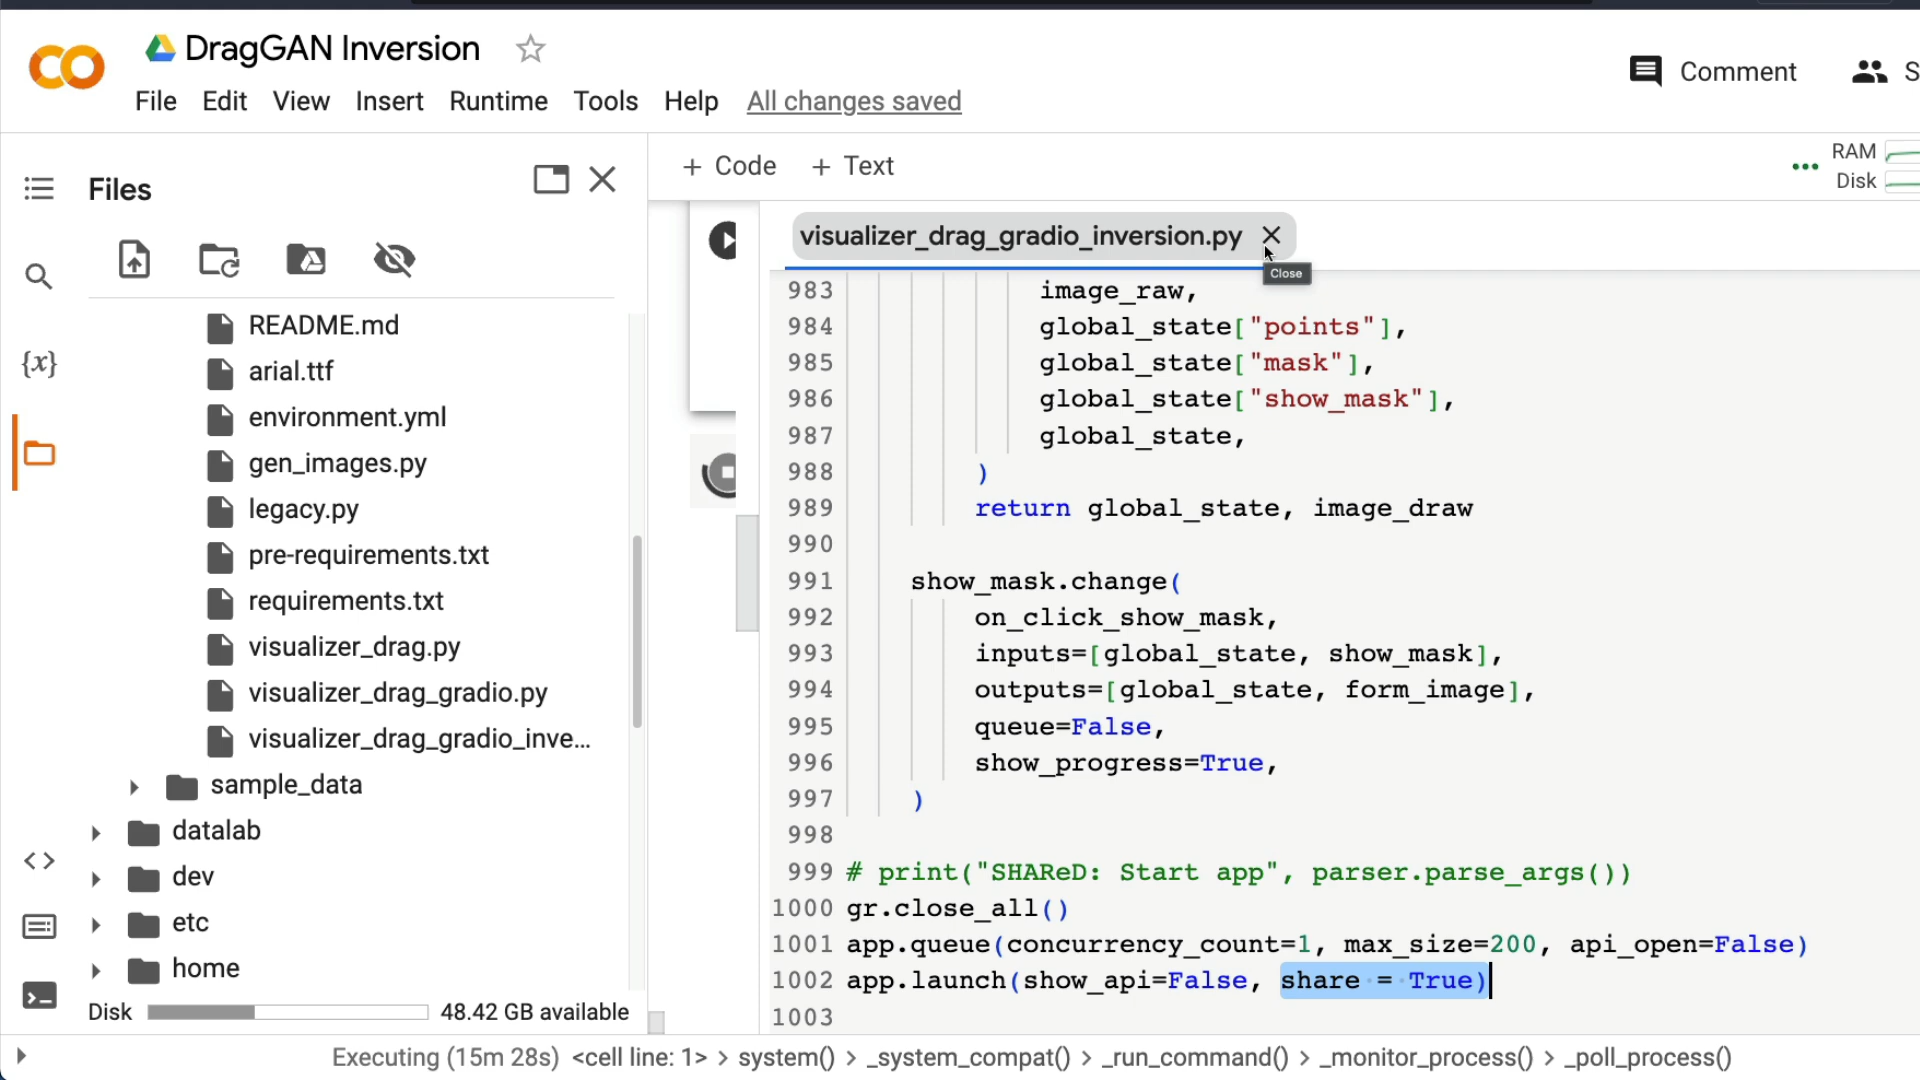 DragGAN Inversion
File Edit View Insert Runtime Tools Help All changes saved
Comment
S
Files
+ Code + Text
RAM
Disk
visualizer_drag_gradio_inversion.py
Close
{x}
README.md
arial.ttf
environment.yml
gen_images.py
legacy.py
pre-requirements.txt
requirements.txt
visualizer_drag.py
visualizer_drag_gradio.py
visualizer_drag_gradio_inve...
sample_data
datalab
dev
etc
home
Disk 48.42 GB available
983 image_raw,
984 global_state["points"],
985 global_state["mask"],
986 global_state["show_mask"],
987 global_state,
988 )
989 return global_state, image_draw
990
991 show_mask.change(
992 on_click_show_mask,
993 inputs=[global_state, show_mask],
994 outputs=[global_state, form_image],
995 queue=False,
996 show_progress=True,
997 )
998
999 # print("SHAReD: Start app", parser.parse_args())
1000 gr.close_all()
1001 app.queue(concurrency_count=1, max_size=200, api_open=False)
1002 app.launch(show_api=False, share = True)
1003
Executing (15m 28s) <cell line: 1> > system() > _system_compat() > _run_command() > _monitor_process() > _poll_process()